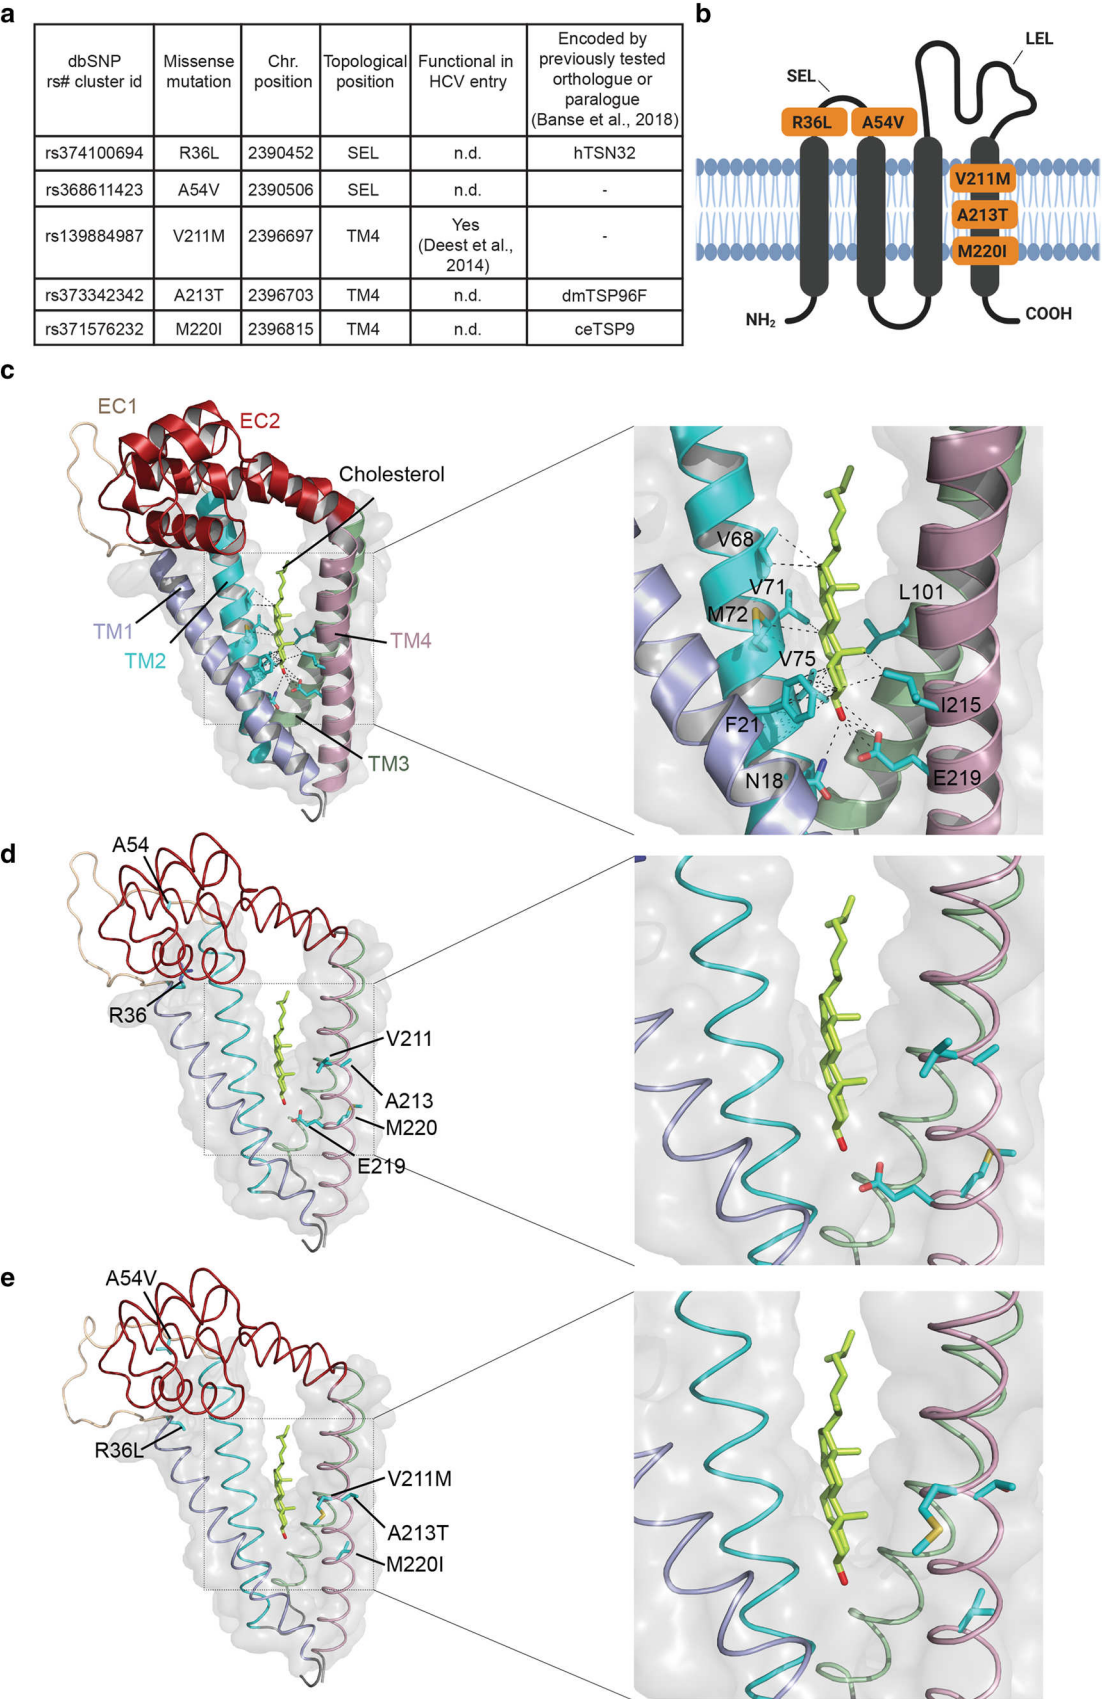 a
dbSNP
rs# cluster id
Missense
mutation
Chr.
position
Topological
position
Functional in
HCV entry
Encoded by
previously tested
orthologue or
paralogue
(Banse et al., 2018)
rs374100694 R36L 2390452 SEL n.d. hTSN32
rs368611423 A54V 2390506 SEL n.d. -
rs139884987 V211M 2396697 TM4 Yes
(Deest et al.,
2014)
-
rs373342342 A213T 2396703 TM4 n.d. dmTSP96F
rs371576232 M220I 2396815 TM4 n.d. ceTSP9
b
LEL
SEL
R36L A54V
V211M
A213T
M220I
NH2
COOH
c
EC1
EC2
Cholesterol
TM1
TM2
TM4
TM3
V68
V71
M72
L101
V75
F21
I215
N18
E219
d
A54
R36
V211
A213
M220
E219
e
A54V
R36L
V211M
A213T
M220I